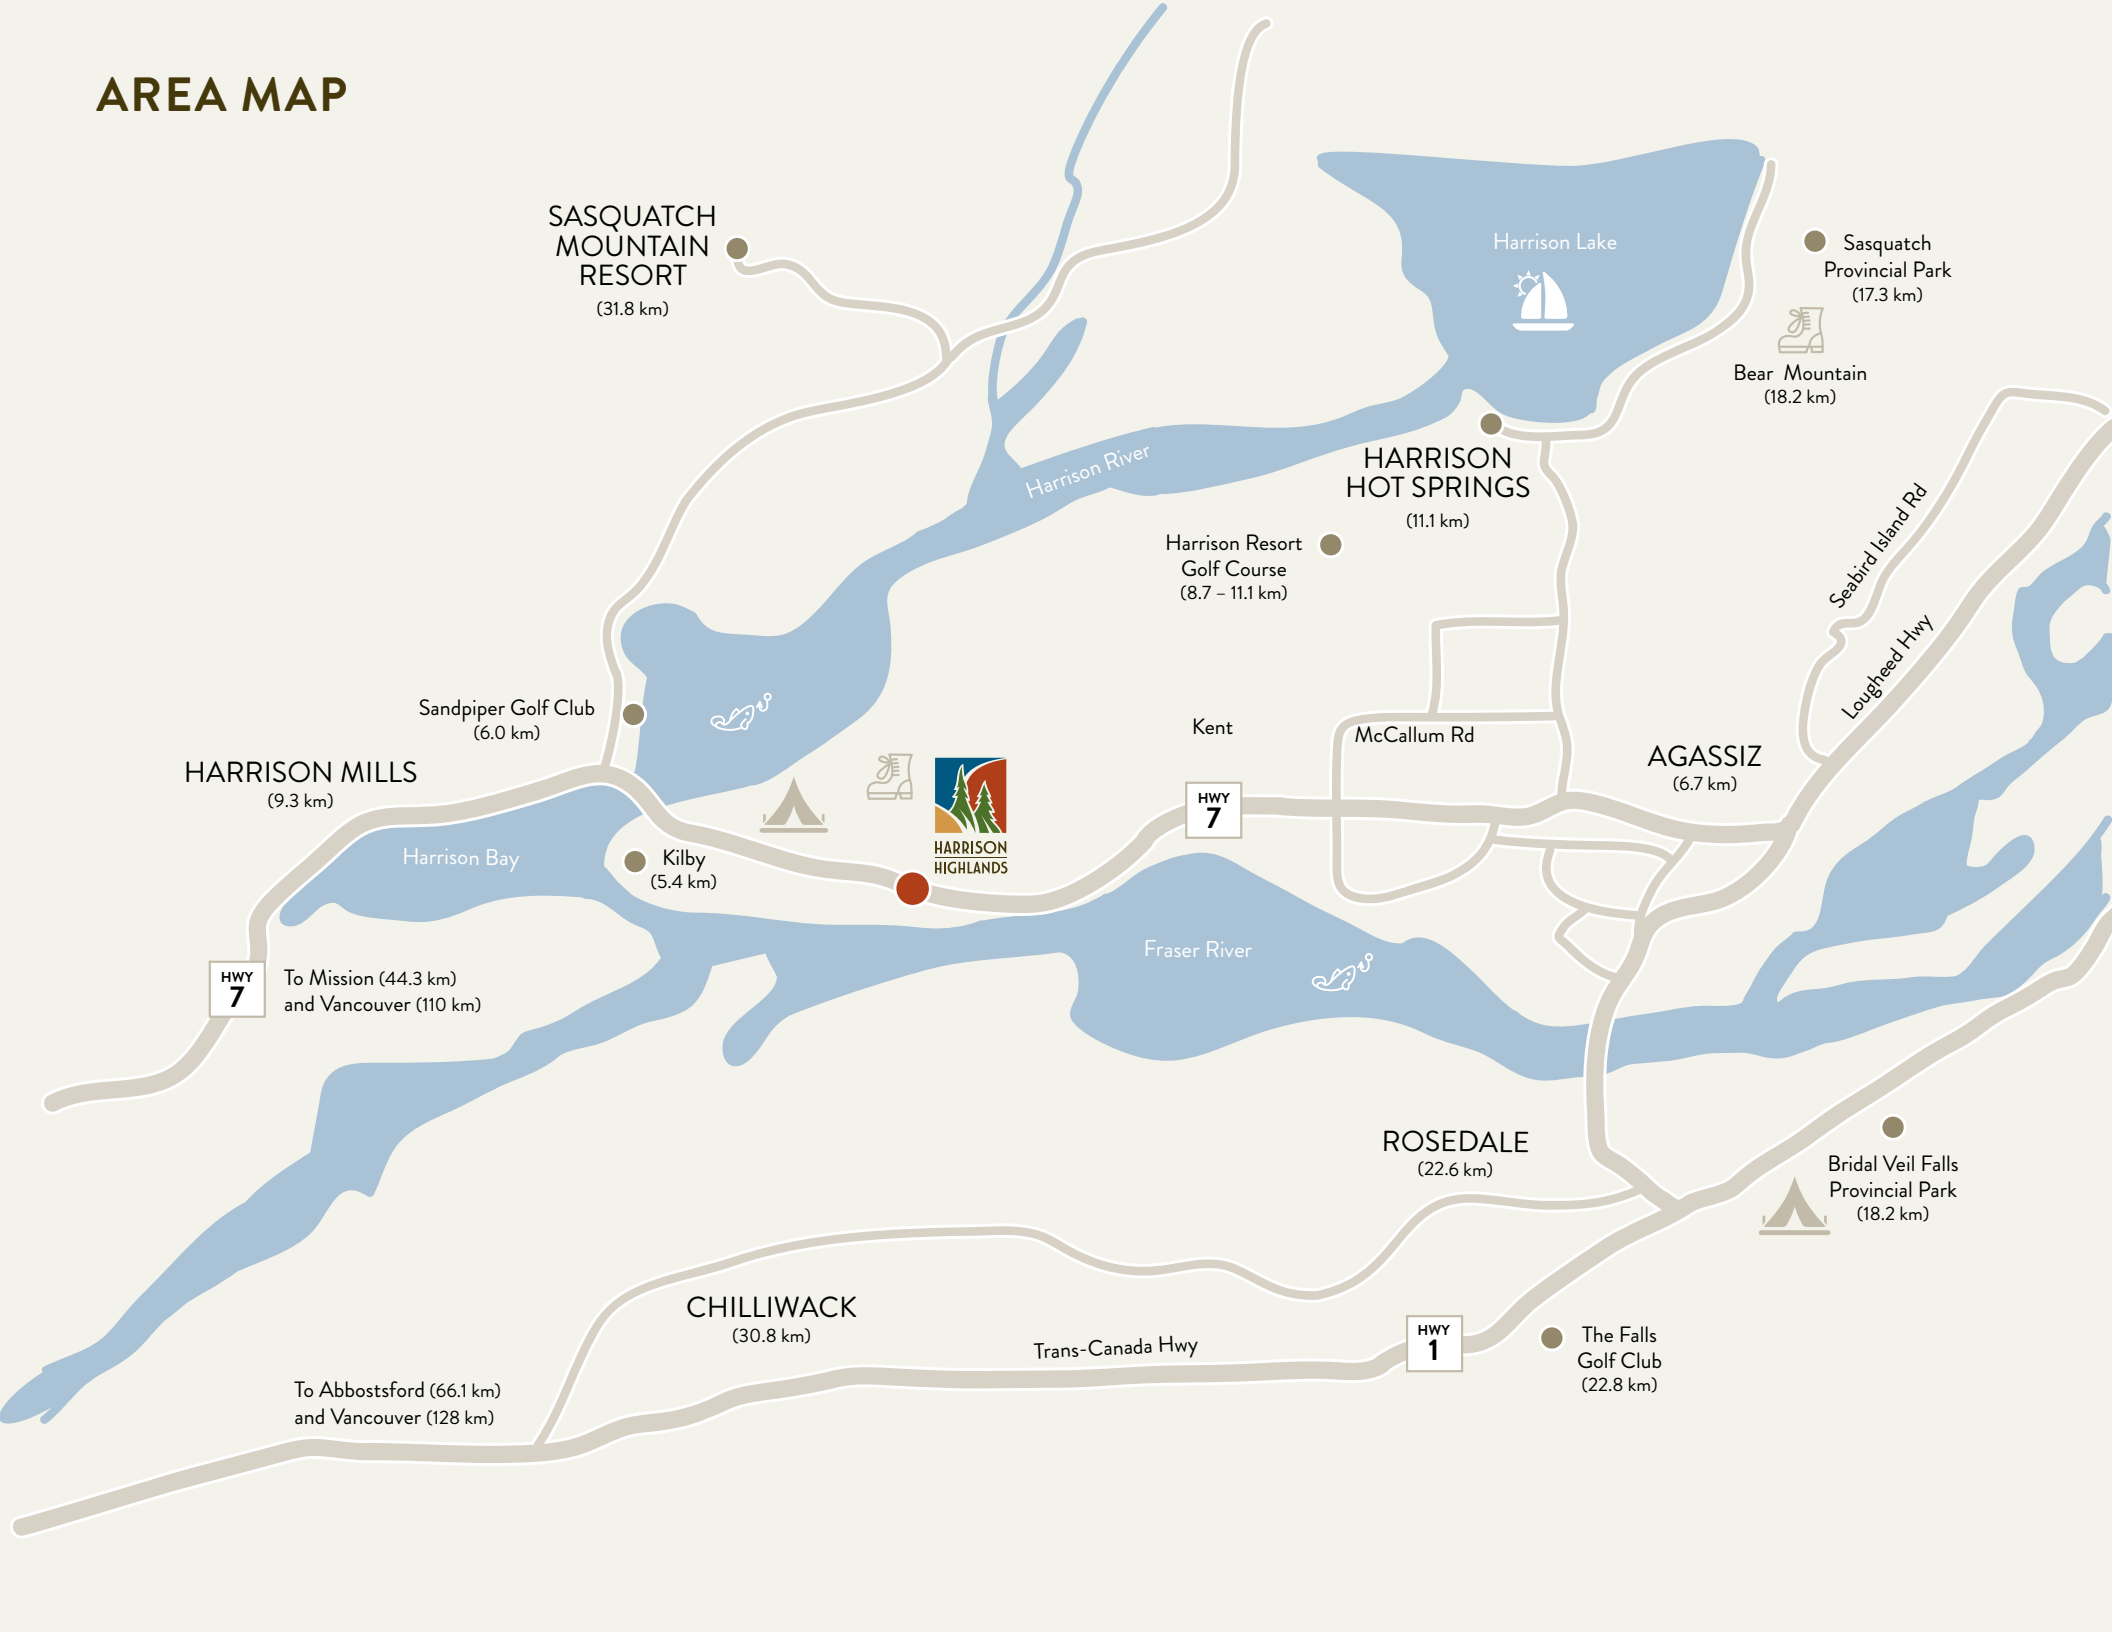 AREA MAP
SASQUATCH
MOUNTAIN
RESORT
(31.8 km)
Harrison Lake
Sasquatch
Provincial Park
(17.3 km)
Bear Mountain
(18.2 km)
Harrison River
HARRISON
HOT SPRINGS
(11.1 km)
Harrison Resort
Golf Course
(8.7 – 11.1 km)
Seabird Island Rd
Lougheed Hwy
Sandpiper Golf Club
(6.0 km)
Kent
McCallum Rd
AGASSIZ
(6.7 km)
HARRISON MILLS
(9.3 km)
HWY
7
HARRISON
HIGHLANDS
Harrison Bay
Kilby
(5.4 km)
Fraser River
HWY
7
To Mission (44.3 km)
and Vancouver (110 km)
ROSEDALE
(22.6 km)
Bridal Veil Falls
Provincial Park
(18.2 km)
CHILLIWACK
(30.8 km)
Trans-Canada Hwy
HWY
1
The Falls
Golf Club
(22.8 km)
To Abbostsford (66.1 km)
and Vancouver (128 km)